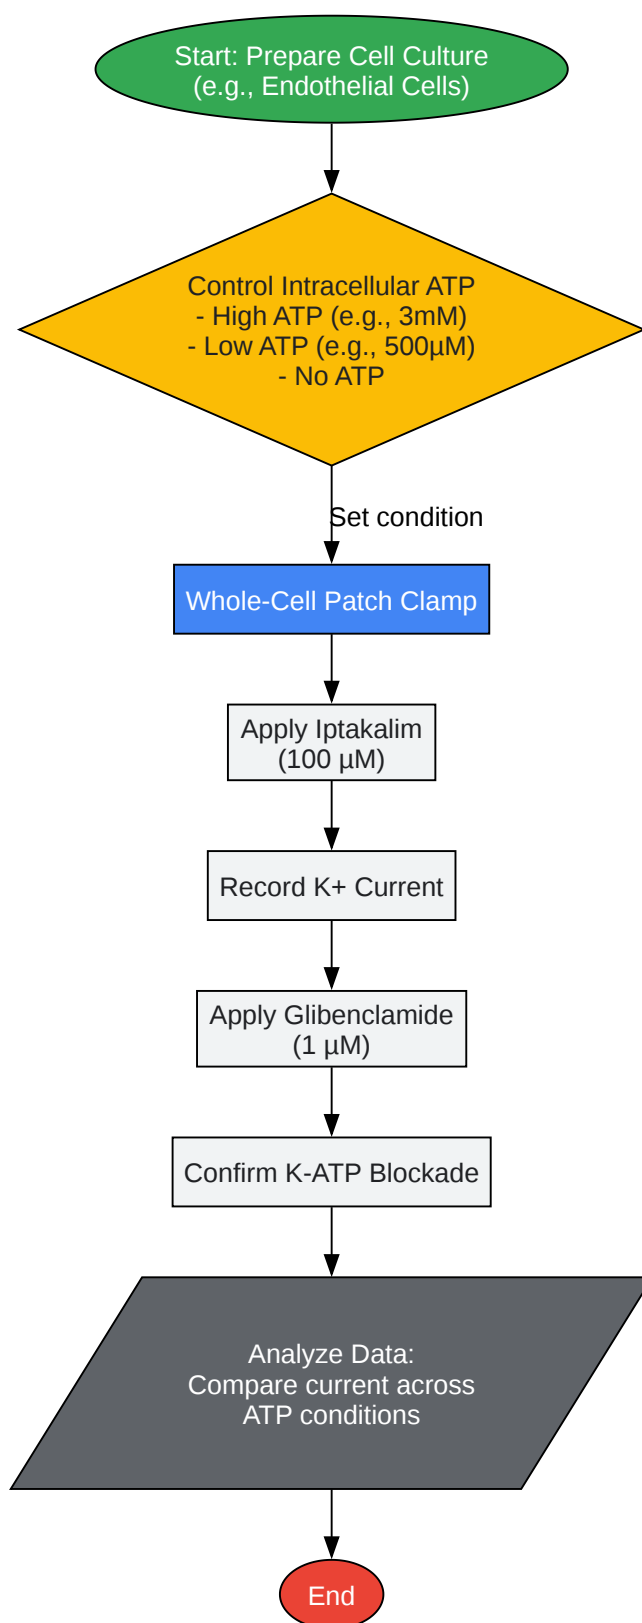 Start: Prepare Cell Culture
(e.g., Endothelial Cells)
Control Intracellular ATP
- High ATP (e.g., 3mM)
- Low ATP (e.g., 500µM)
- No ATP
Set condition
Whole-Cell Patch Clamp
Apply Iptakalim
(100 µM)
Record K+ Current
Apply Glibenclamide
(1 µM)
Confirm K-ATP Blockade
Analyze Data:
Compare current across
ATP conditions
End